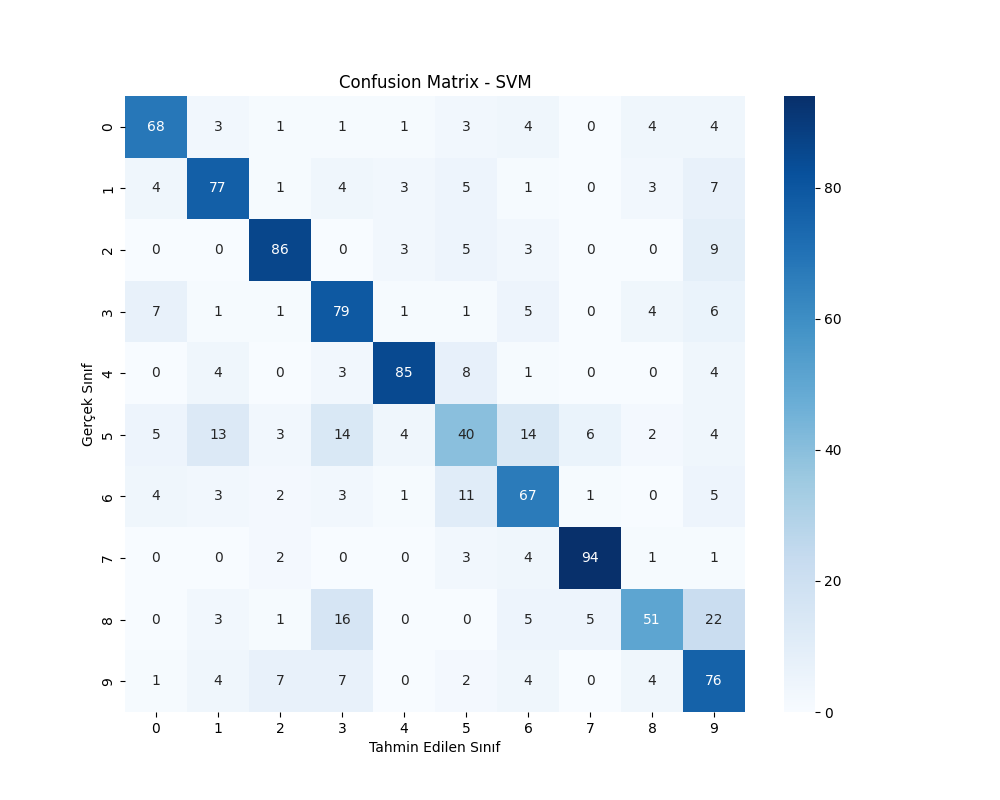 Confusion Matrix - SVM
0 68 3 1 1 1 3 4 0 4 4
1 4 77 1 4 3 5 1 0 3 7
2 0 0 86 0 3 5 3 0 0 9
3 7 1 1 79 1 1 5 0 4 6
4 0 4 0 3 85 8 1 0 0 4
5 5 13 3 14 4 40 14 6 2 4
6 4 3 2 3 1 11 67 1 0 5
7 0 0 2 0 0 3 4 94 1 1
8 0 3 1 16 0 0 5 5 51 22
9 1 4 7 7 0 2 4 0 4 76
0 1 2 3 4 5 6 7 8 9
Tahmin Edilen Sınıf
Gerçek Sınıf
80
60
40
20
0